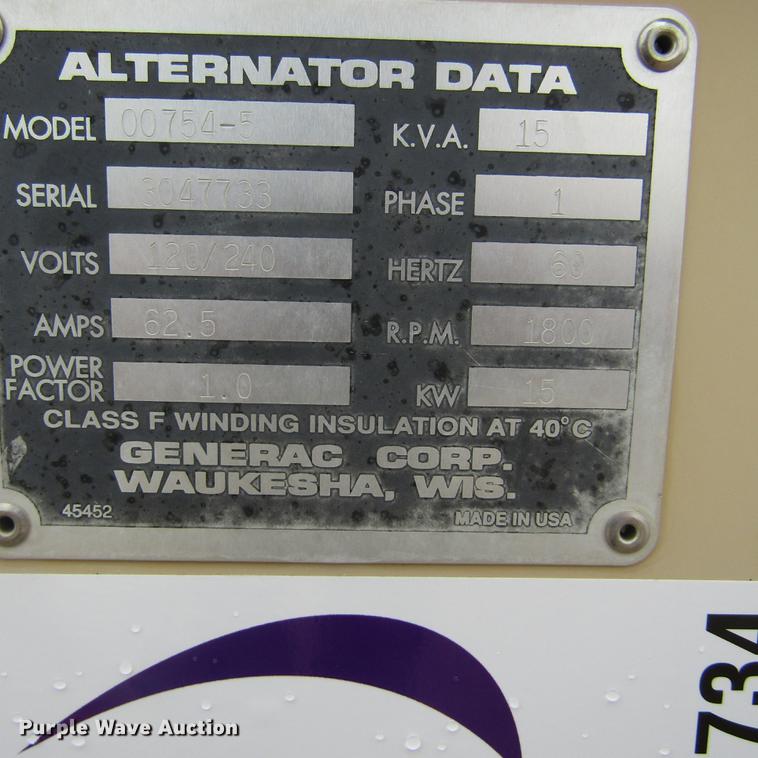 ALTERNATOR DATA
MODEL 00754-5
K.V.A. 15
SERIAL 3047733
PHASE 1
VOLTS 120/240
HERTZ 60
AMPS 62.5
R.P.M. 1800
POWER FACTOR 1.0
KW 15
CLASS F WINDING INSULATION AT 40°C
GENERAC CORP.
WAUKESHA, WIS.
45452
MADE IN USA
734
Purple Wave Auction